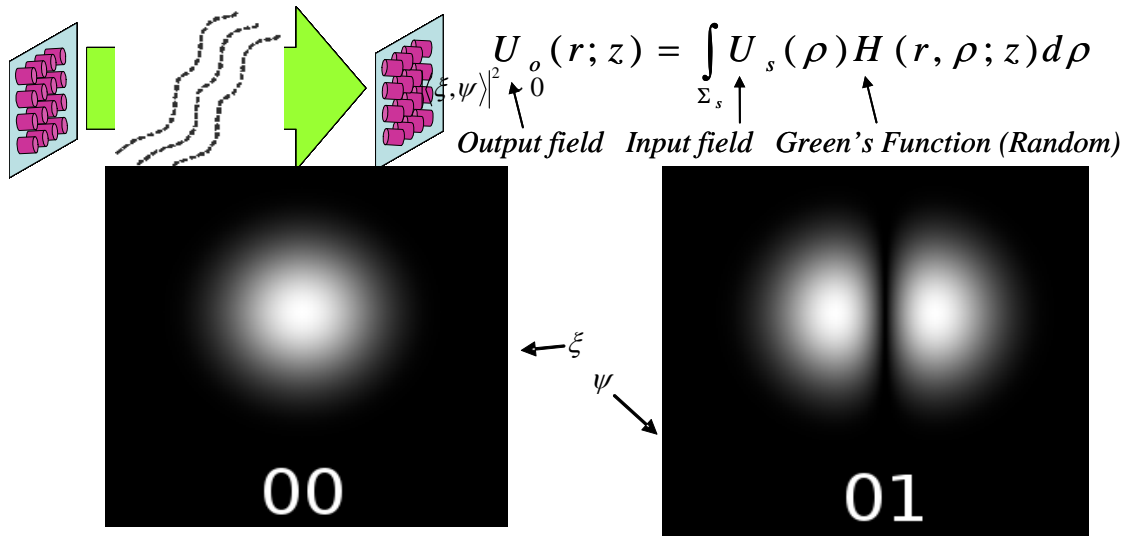 U_o(r; z) = ∫_{Σ_s} U_s(ρ)H(r, ρ; z)dρ
⟨ξ,ψ⟩|² 0
Output field Input field Green's Function (Random)
ξ
ψ
00
01